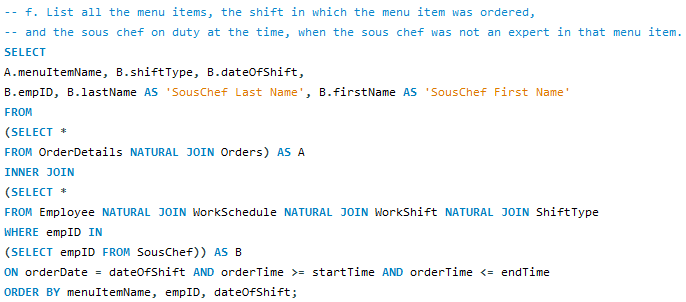 -- f. List all the menu items, the shift in which the menu item was ordered,
-- and the sous chef on duty at the time, when the sous chef was not an expert in that menu item.
SELECT
A.menuItemName, B.shiftType, B.dateOfShift,
B.empID, B.lastName AS 'SousChef Last Name', B.firstName AS 'SousChef First Name'
FROM
(SELECT *
FROM OrderDetails NATURAL JOIN Orders) AS A
INNER JOIN
(SELECT *
FROM Employee NATURAL JOIN WorkSchedule NATURAL JOIN WorkShift NATURAL JOIN ShiftType
WHERE empID IN
(SELECT empID FROM SousChef)) AS B
ON orderDate = dateOfShift AND orderTime >= startTime AND orderTime <= endTime
ORDER BY menuItemName, empID, dateOfShift;